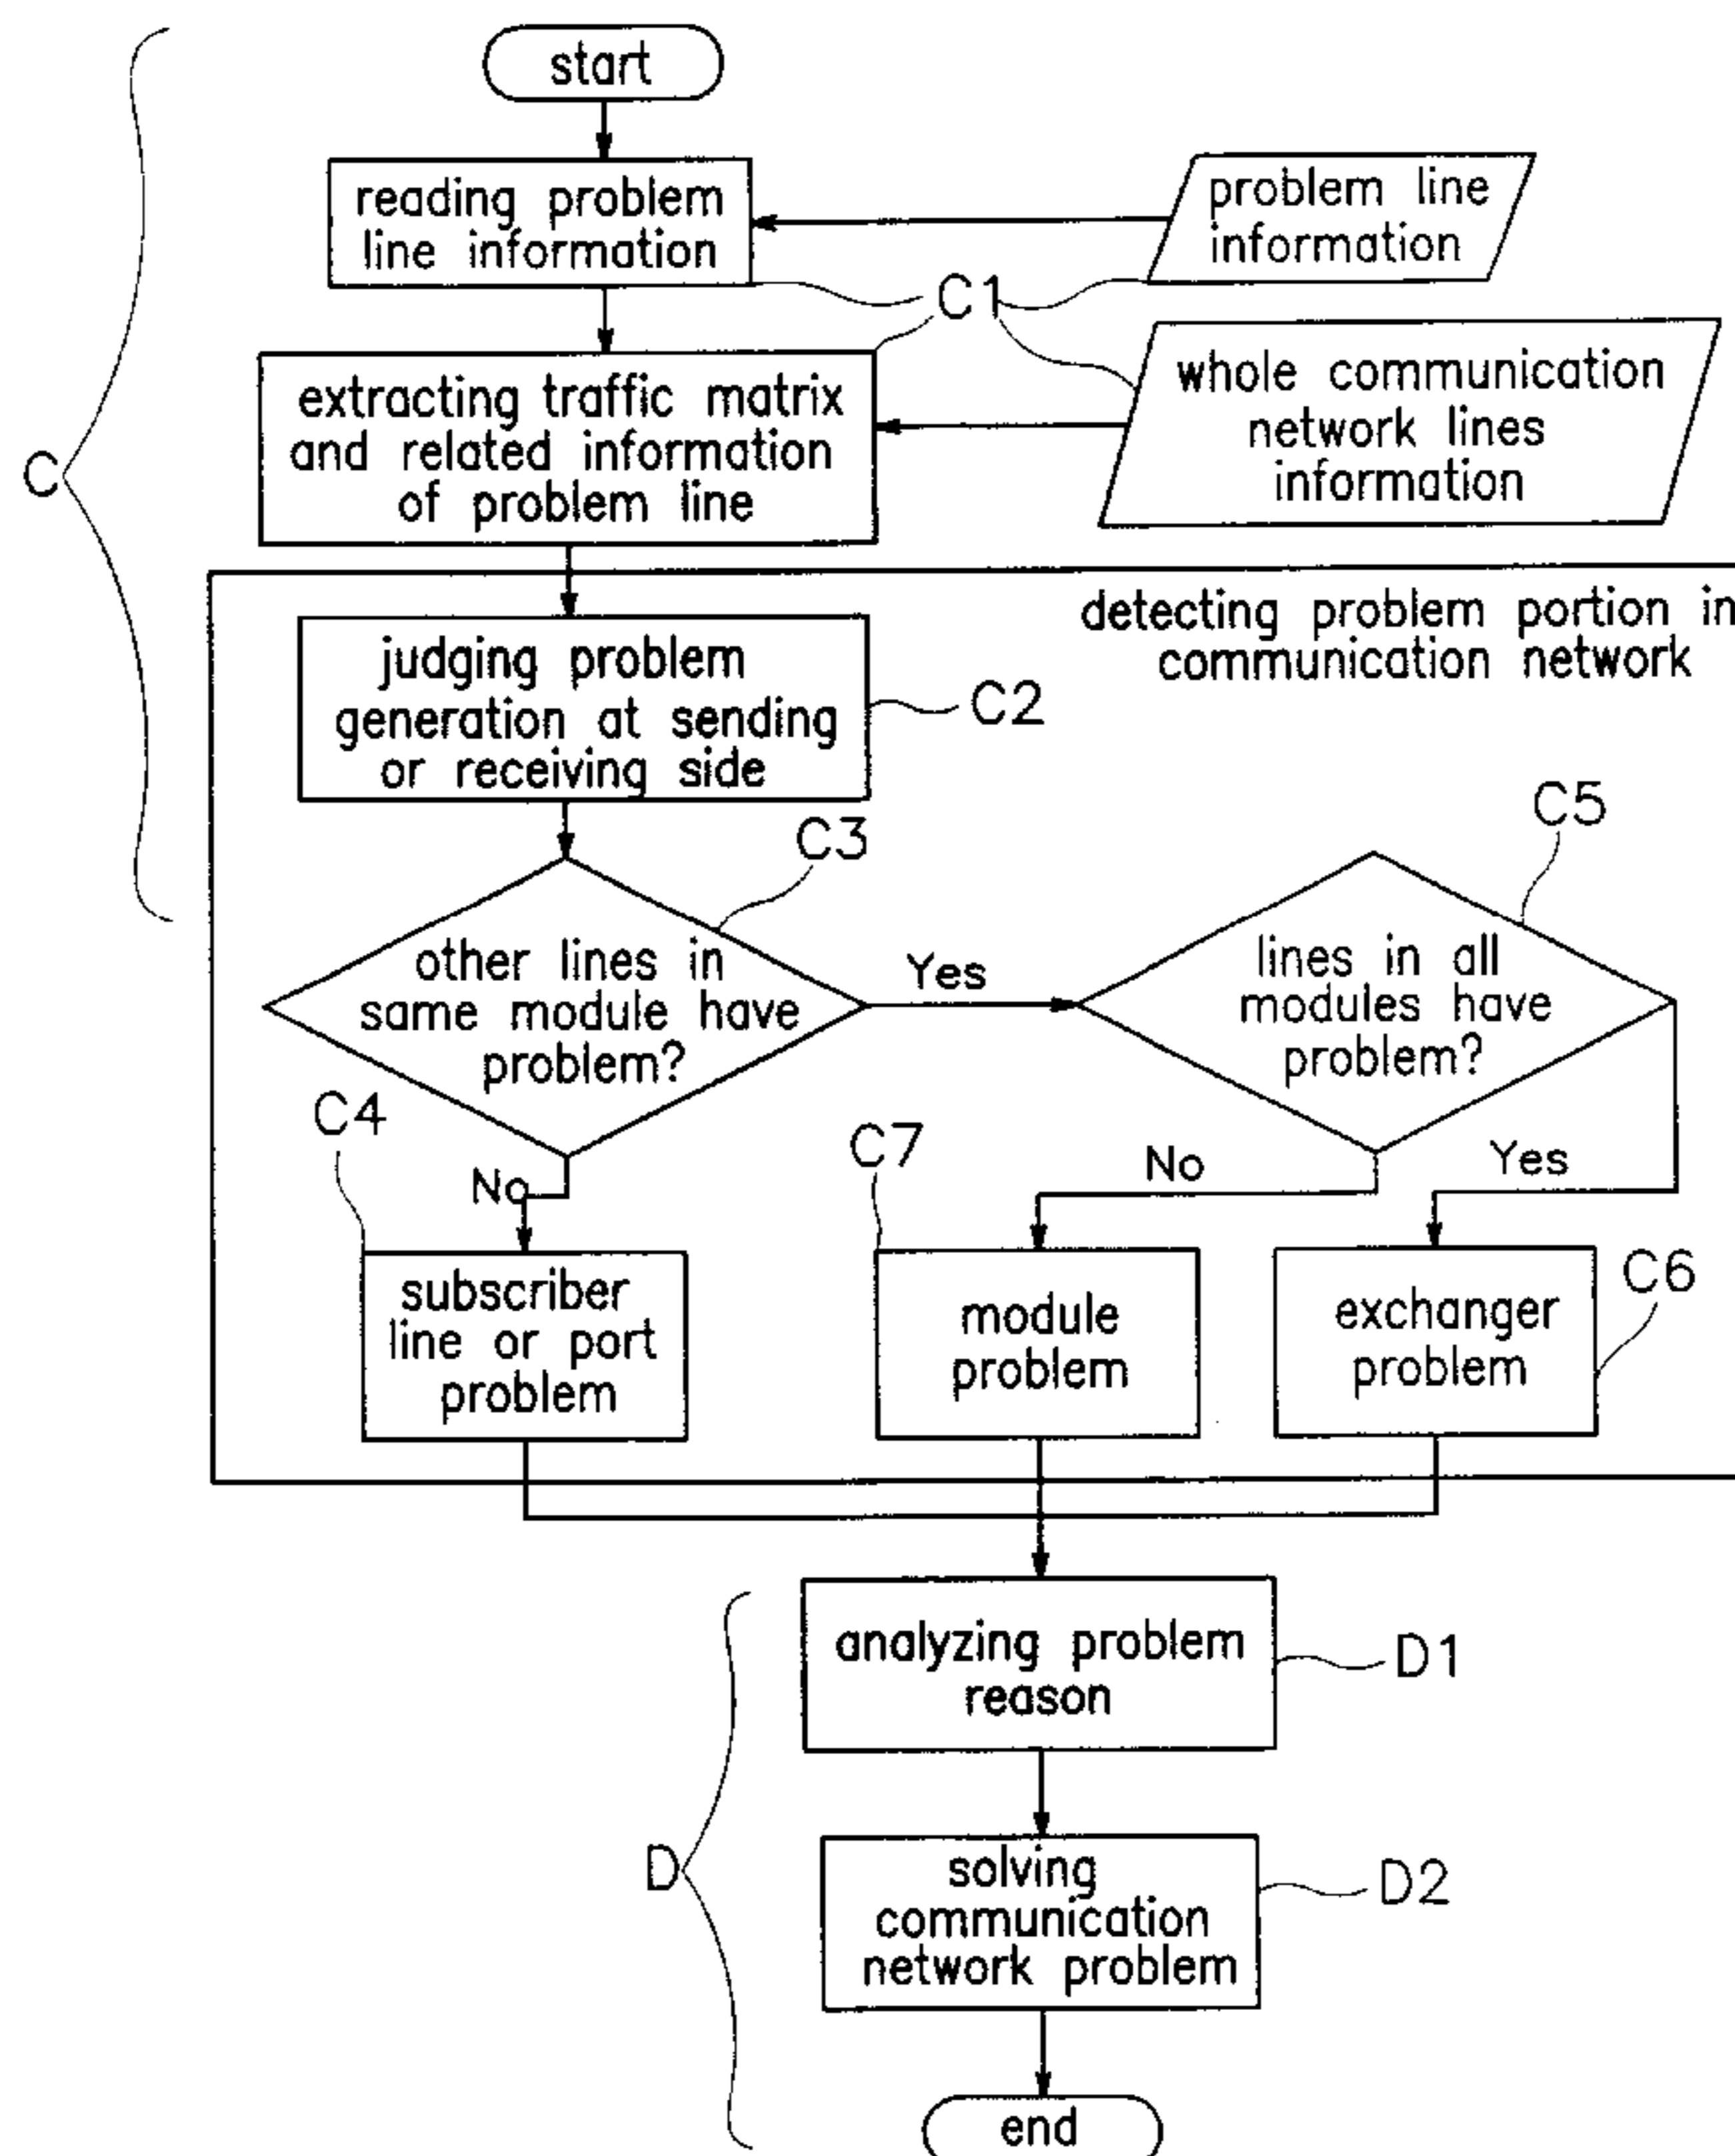 start
reading problem
line information
problem line
information
C1
extracting traffic matrix
and related information
of problem line
whole communication
network lines
information
C
detecting problem portion in
communication network
judging problem
generation at sending
or receiving side
C2
C3
C5
other lines in
same module have
problem?
Yes
lines in all
modules have
problem?
C4
No
C7
No
Yes
subscriber
line or port
problem
module
problem
exchanger
problem
C6
analyzing problem
reason
D1
D
solving
communication
network problem
D2
end